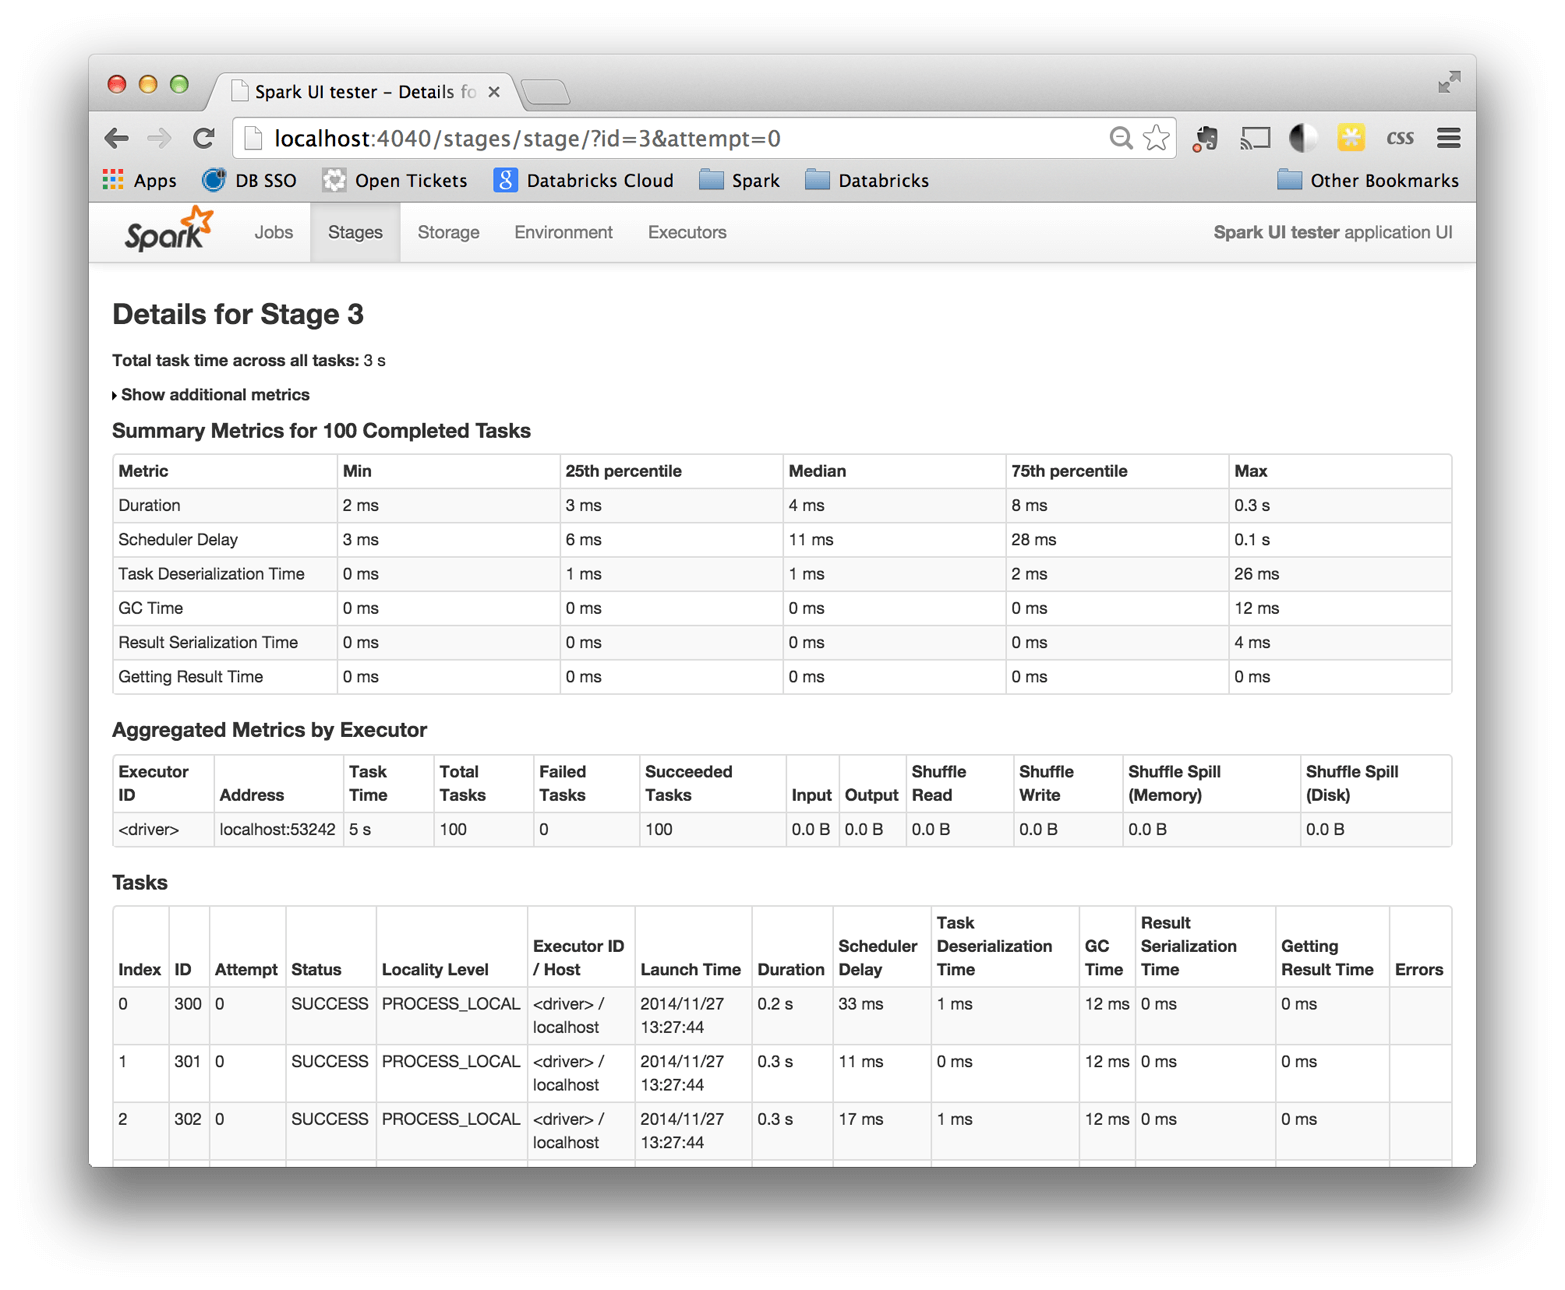 Spark UI tester – Details fo
localhost:4040/stages/stage/?id=3&attempt=0
css
Apps DB SSO Open Tickets Databricks Cloud Spark Databricks Other Bookmarks
Spark Jobs Stages Storage Environment Executors Spark UI tester application UI
Details for Stage 3
Total task time across all tasks: 3 s
Show additional metrics
Summary Metrics for 100 Completed Tasks
Metric Min 25th percentile Median 75th percentile Max
Duration 2 ms 3 ms 4 ms 8 ms 0.3 s
Scheduler Delay 3 ms 6 ms 11 ms 28 ms 0.1 s
Task Deserialization Time 0 ms 1 ms 1 ms 2 ms 26 ms
GC Time 0 ms 0 ms 0 ms 0 ms 12 ms
Result Serialization Time 0 ms 0 ms 0 ms 0 ms 4 ms
Getting Result Time 0 ms 0 ms 0 ms 0 ms 0 ms
Aggregated Metrics by Executor
Executor Task Total Failed Succeeded Shuffle Shuffle Shuffle Spill Shuffle Spill
ID Address Time Tasks Tasks Tasks Input Output Read Write (Memory) (Disk)
<driver> localhost:53242 5 s 100 0 100 0.0 B 0.0 B 0.0 B 0.0 B 0.0 B 0.0 B
Tasks
Task Result
Executor ID Scheduler Deserialization GC Serialization Getting
Index ID Attempt Status Locality Level / Host Launch Time Duration Delay Time Time Time Result Time Errors
0 300 0 SUCCESS PROCESS_LOCAL <driver> / 2014/11/27 0.2 s 33 ms 1 ms 12 ms 0 ms 0 ms
localhost 13:27:44
1 301 0 SUCCESS PROCESS_LOCAL <driver> / 2014/11/27 0.3 s 11 ms 0 ms 12 ms 0 ms 0 ms
localhost 13:27:44
2 302 0 SUCCESS PROCESS_LOCAL <driver> / 2014/11/27 0.3 s 17 ms 1 ms 12 ms 0 ms 0 ms
localhost 13:27:44